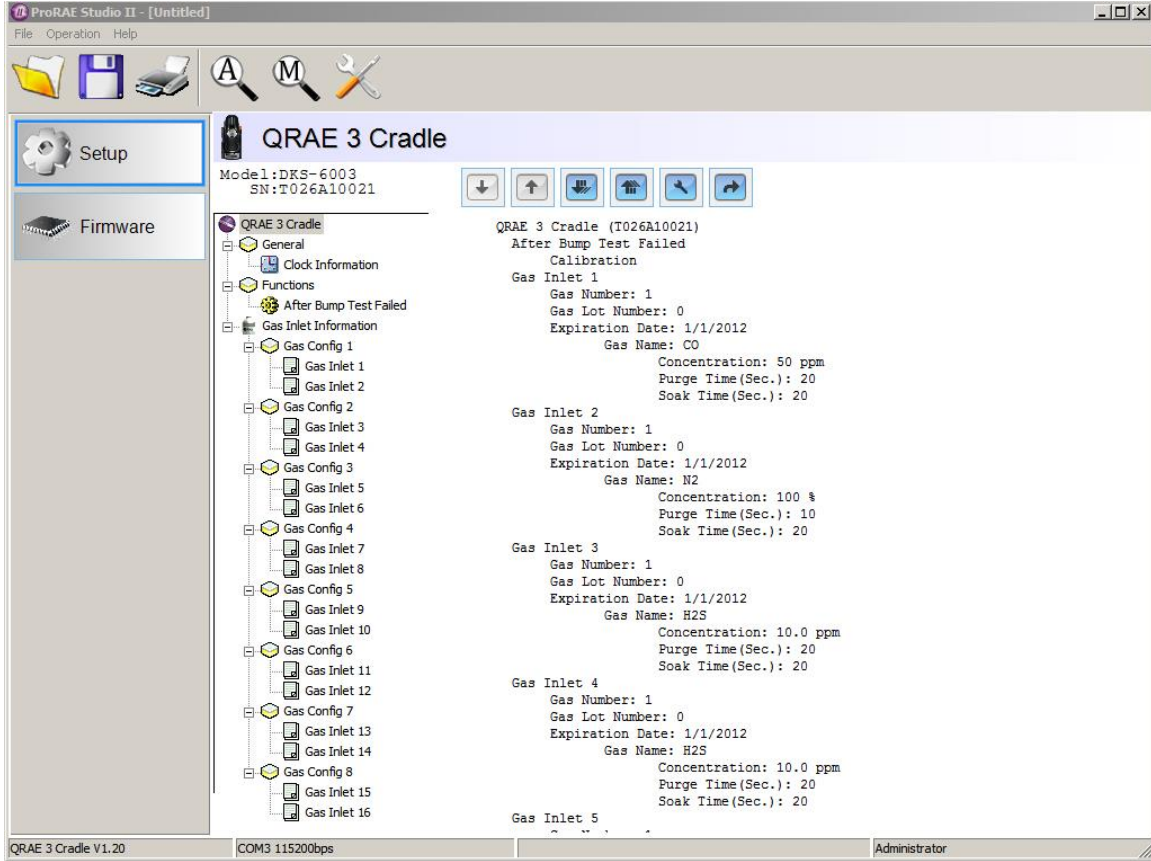 ProRAE Studio II - [Untitled]
File Operation Help
A M
Setup
Firmware
QRAE 3 Cradle
Model:DKS-6003
SN:T026A10021
QRAE 3 Cradle
General
Clock Information
Functions
After Bump Test Failed
Gas Inlet Information
Gas Config 1
Gas Inlet 1
Gas Inlet 2
Gas Config 2
Gas Inlet 3
Gas Inlet 4
Gas Config 3
Gas Inlet 5
Gas Inlet 6
Gas Config 4
Gas Inlet 7
Gas Inlet 8
Gas Config 5
Gas Inlet 9
Gas Inlet 10
Gas Config 6
Gas Inlet 11
Gas Inlet 12
Gas Config 7
Gas Inlet 13
Gas Inlet 14
Gas Config 8
Gas Inlet 15
Gas Inlet 16
QRAE 3 Cradle (T026A10021)
After Bump Test Failed
Calibration
Gas Inlet 1
Gas Number: 1
Gas Lot Number: 0
Expiration Date: 1/1/2012
Gas Name: CO
Concentration: 50 ppm
Purge Time(Sec.): 20
Soak Time(Sec.): 20
Gas Inlet 2
Gas Number: 1
Gas Lot Number: 0
Expiration Date: 1/1/2012
Gas Name: N2
Concentration: 100 %
Purge Time(Sec.): 10
Soak Time(Sec.): 20
Gas Inlet 3
Gas Number: 1
Gas Lot Number: 0
Expiration Date: 1/1/2012
Gas Name: H2S
Concentration: 10.0 ppm
Purge Time(Sec.): 20
Soak Time(Sec.): 20
Gas Inlet 4
Gas Number: 1
Gas Lot Number: 0
Expiration Date: 1/1/2012
Gas Name: H2S
Concentration: 10.0 ppm
Purge Time(Sec.): 20
Soak Time(Sec.): 20
Gas Inlet 5
QRAE 3 Cradle V1.20
COM3 115200bps
Administrator